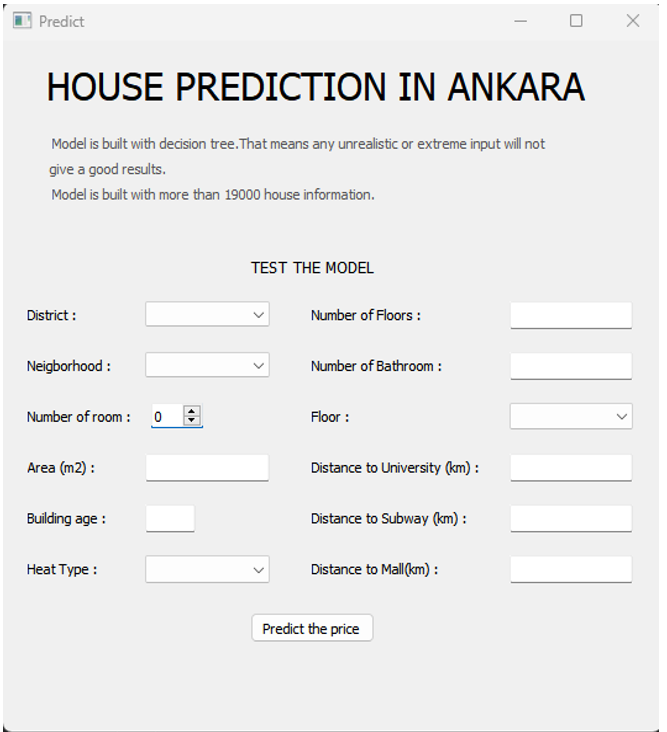 Predict
HOUSE PREDICTION IN ANKARA
Model is built with decision tree.That means any unrealistic or extreme input will not
give a good results.
Model is built with more than 19000 house information.
TEST THE MODEL
District :
Number of Floors :
Neigborhood :
Number of Bathroom :
Number of room :
0
Floor :
Area (m2) :
Distance to University (km) :
Building age :
Distance to Subway (km) :
Heat Type :
Distance to Mall(km) :
Predict the price